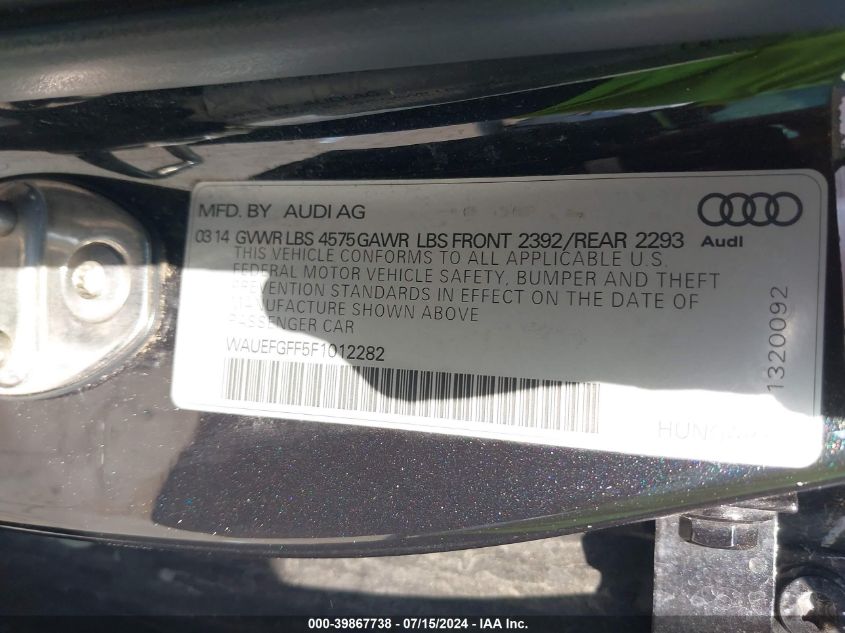 MFD. BY AUDI AG
Audi
03 14 GVWR LBS 4575 GAWR LBS FRONT 2392/REAR 2293
THIS VEHICLE CONFORMS TO ALL APPLICABLE U.S.
FEDERAL MOTOR VEHICLE SAFETY, BUMPER AND THEFT
PREVENTION STANDARDS IN EFFECT ON THE DATE OF
MANUFACTURE SHOWN ABOVE
PASSENGER CAR
WAUEFGFF5F1012282
1320092
000-39867738 - 07/15/2024 - IAA Inc.